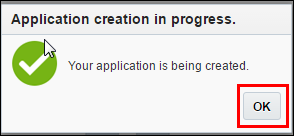 Application creation in progress.
Your application is being created.
OK